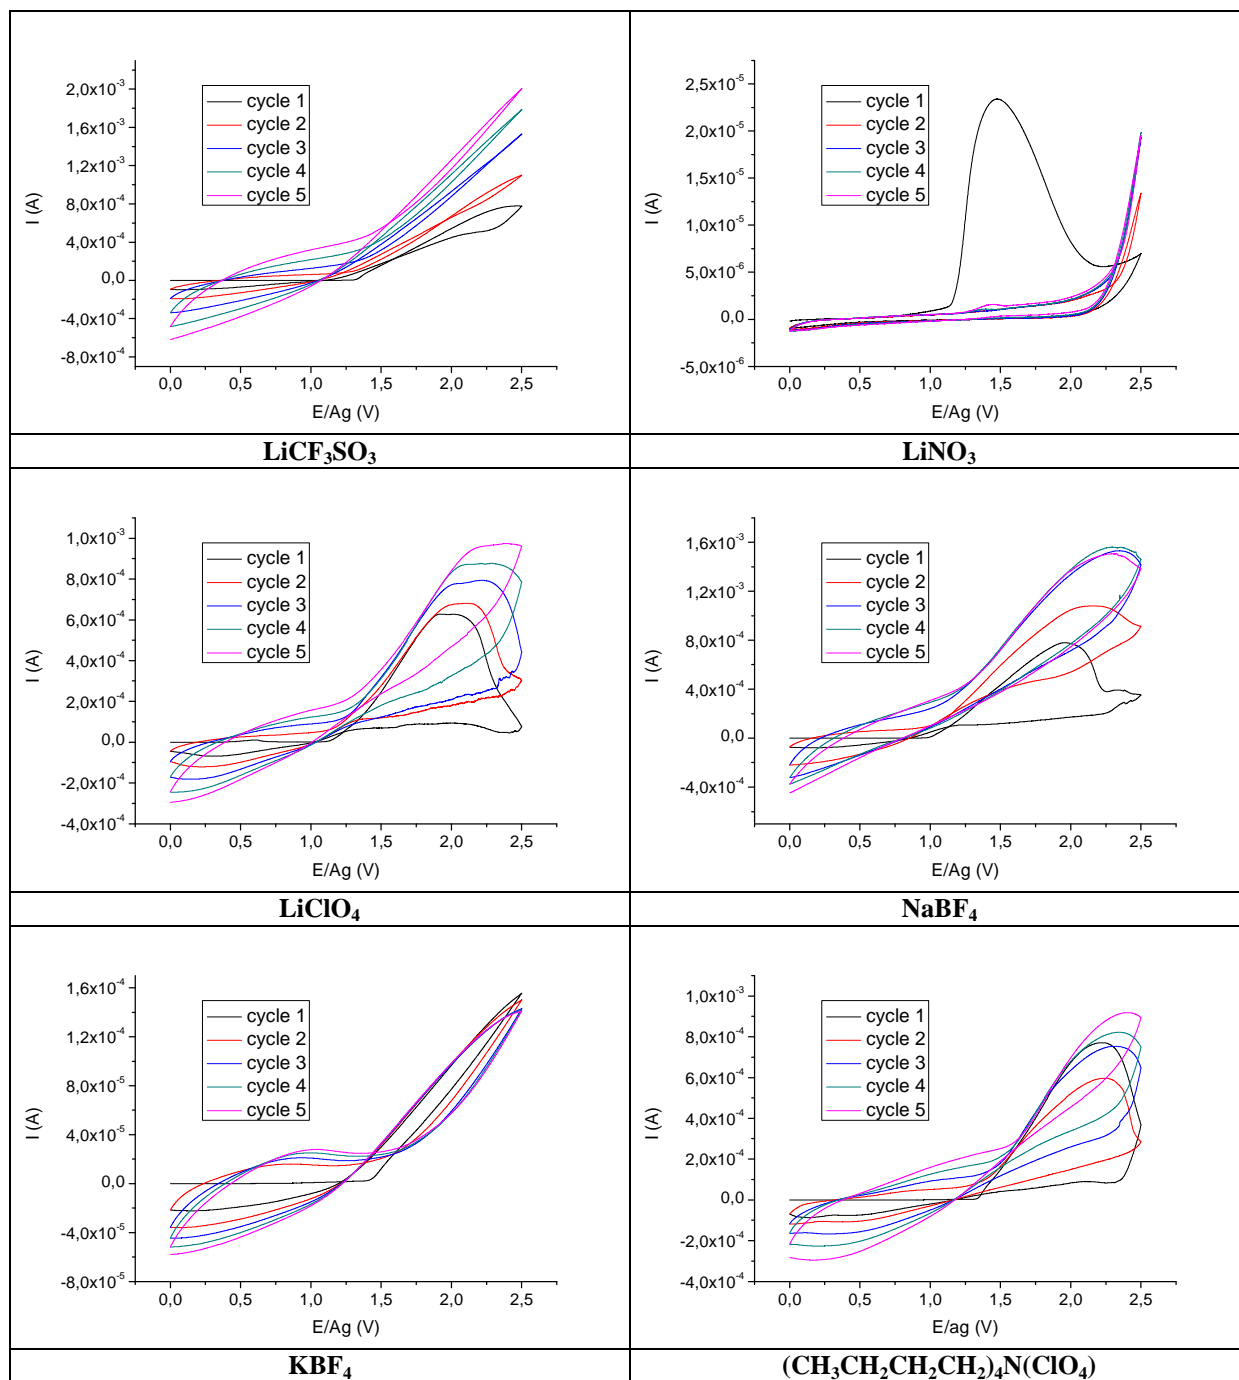 2,0x10-3
1,6x10-3
1,2x10-3
8,0x10-4
4,0x10-4
0,0
-4,0x10-4
-8,0x10-4
I (A)
cycle 1
cycle 2
cycle 3
cycle 4
cycle 5
0,0 0,5 1,0 1,5 2,0 2,5
E/Ag (V)
LiCF3SO3
2,5x10-5
2,0x10-5
1,5x10-5
1,0x10-5
5,0x10-6
0,0
-5,0x10-6
I (A)
cycle 1
cycle 2
cycle 3
cycle 4
cycle 5
0,0 0,5 1,0 1,5 2,0 2,5
E/Ag (V)
LiNO3
1,0x10-3
8,0x10-4
6,0x10-4
4,0x10-4
2,0x10-4
0,0
-2,0x10-4
-4,0x10-4
I (A)
cycle 1
cycle 2
cycle 3
cycle 4
cycle 5
0,0 0,5 1,0 1,5 2,0 2,5
E/Ag (V)
LiClO4
1,6x10-3
1,2x10-3
8,0x10-4
4,0x10-4
0,0
-4,0x10-4
I (A)
cycle 1
cycle 2
cycle 3
cycle 4
cycle 5
0,0 0,5 1,0 1,5 2,0 2,5
E/Ag (V)
NaBF4
1,6x10-4
1,2x10-4
8,0x10-5
4,0x10-5
0,0
-4,0x10-5
-8,0x10-5
I (A)
cycle 1
cycle 2
cycle 3
cycle 4
cycle 5
0,0 0,5 1,0 1,5 2,0 2,5
E/Ag (V)
KBF4
1,0x10-3
8,0x10-4
6,0x10-4
4,0x10-4
2,0x10-4
0,0
-2,0x10-4
-4,0x10-4
I (A)
cycle 1
cycle 2
cycle 3
cycle 4
cycle 5
0,0 0,5 1,0 1,5 2,0 2,5
E/ag (V)
(CH3CH2CH2CH2)4N(ClO4)